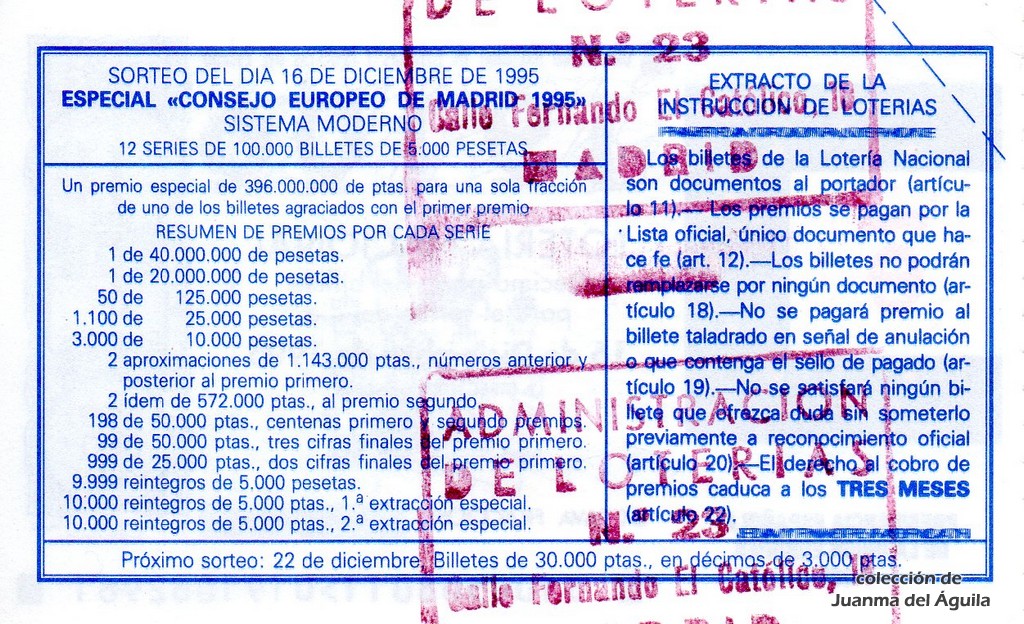 DE LOTERIAS
N.º 23
Calle Fernando El Católico,
MADRID
SORTEO DEL DIA 16 DE DICIEMBRE DE 1995
ESPECIAL «CONSEJO EUROPEO DE MADRID 1995»
SISTEMA MODERNO
12 SERIES DE 100.000 BILLETES DE 5.000 PESETAS
Un premio especial de 396.000.000 de ptas. para una sola fracción
de uno de los billetes agraciados con el primer premio
RESUMEN DE PREMIOS POR CADA SERIE
1 de 40.000.000 de pesetas.
1 de 20.000.000 de pesetas.
50 de 125.000 pesetas.
1.100 de 25.000 pesetas.
3.000 de 10.000 pesetas.
2 aproximaciones de 1.143.000 ptas., números anterior y
posterior al premio primero.
2 ídem de 572.000 ptas., al premio segundo.
198 de 50.000 ptas., centenas primero y segundo premios.
99 de 50.000 ptas., tres cifras finales del premio primero.
999 de 25.000 ptas., dos cifras finales del premio primero.
9.999 reintegros de 5.000 pesetas.
10.000 reintegros de 5.000 ptas., 1.ª extracción especial.
10.000 reintegros de 5.000 ptas., 2.ª extracción especial.
EXTRACTO DE LA
INSTRUCCION DE LOTERIAS
Los billetes de la Lotería Nacional
son documentos al portador (artícu-
lo 11).—Los premios se pagan por la
Lista oficial, único documento que ha-
ce fe (art. 12).—Los billetes no podrán
remplazarse por ningún documento (ar-
tículo 18).—No se pagará premio al
billete taladrado en señal de anulación
o que contenga el sello de pagado (ar-
tículo 19).—No se satisfará ningún bi-
llete que ofrezca duda sin someterlo
previamente a reconocimiento oficial
(artículo 20).—El derecho al cobro de
premios caduca a los TRES MESES
(artículo 22).
ADMINISTRACION
DE LOTERIAS
N.º 23
Próximo sorteo: 22 de diciembre. Billetes de 30.000 ptas., en décimos de 3.000 ptas.
Calle Fernando El Católico,
colección de
Juanma del Águila